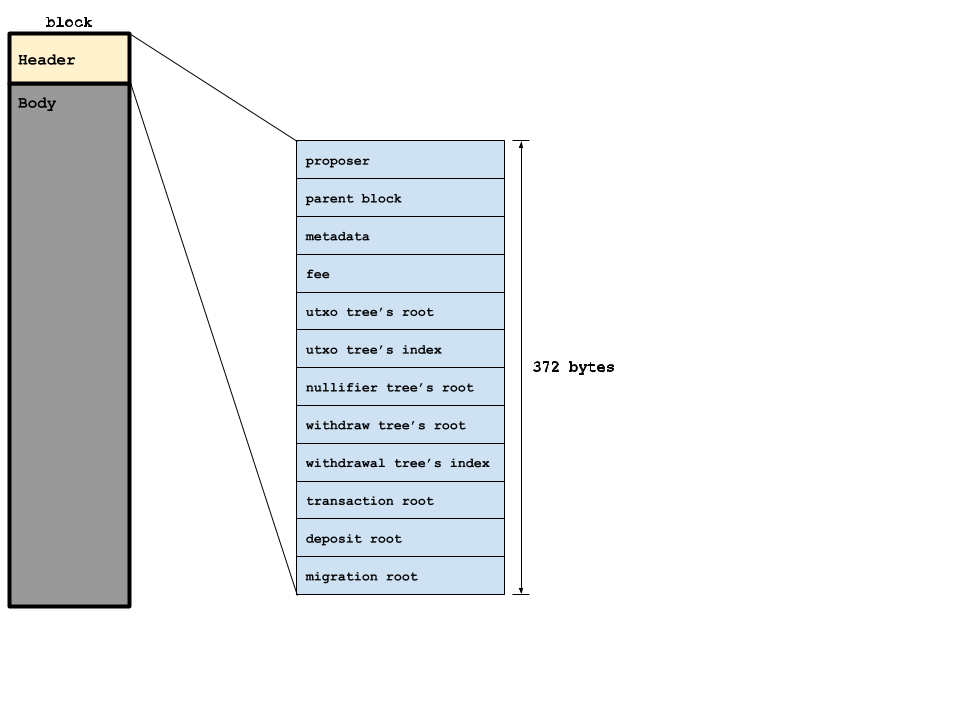 block
Header
Body
proposer
parent block
metadata
fee
utxo tree’s root
utxo tree’s index
nullifier tree’s root
withdraw tree’s root
withdrawal tree’s index
transaction root
deposit root
migration root
372 bytes